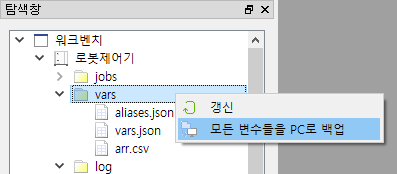 탐색창
워크벤치
로봇제어기
jobs
vars
갱신
aliases.json
모든 변수들을 PC로 백업
vars.json
arr.csv
log